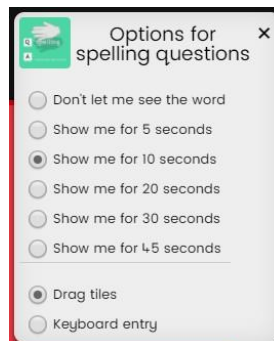 Options for
spelling questions
×
Don't let me see the word
Show me for 5 seconds
Show me for 10 seconds
Show me for 20 seconds
Show me for 30 seconds
Show me for 45 seconds
Drag tiles
Keyboard entry